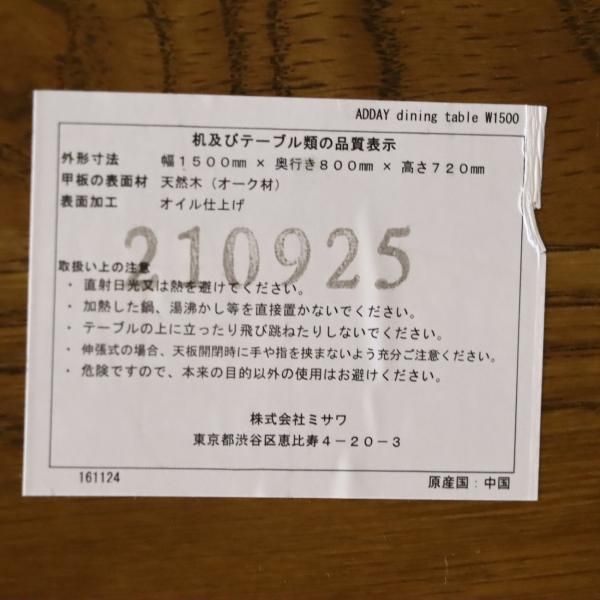 ADDAY dining table W1500
机及びテーブル類の品質表示
外形寸法　幅1500mm × 奥行き800mm × 高さ720mm
甲板の表面材　天然木（オーク材）
表面加工　オイル仕上げ
210925
取扱い上の注意
・直射日光又は熱を避けてください。
・加熱した鍋、湯沸かし等を直接置かないでください。
・テーブルの上に立ったり飛び跳ねたりしないでください。
・伸張式の場合、天板開閉時に手や指を挟まないよう充分ご注意ください。
・危険ですので、本来の目的以外の使用はお避けください。
株式会社ミサワ
東京都渋谷区恵比寿4－20－3
161124　原産国：中国